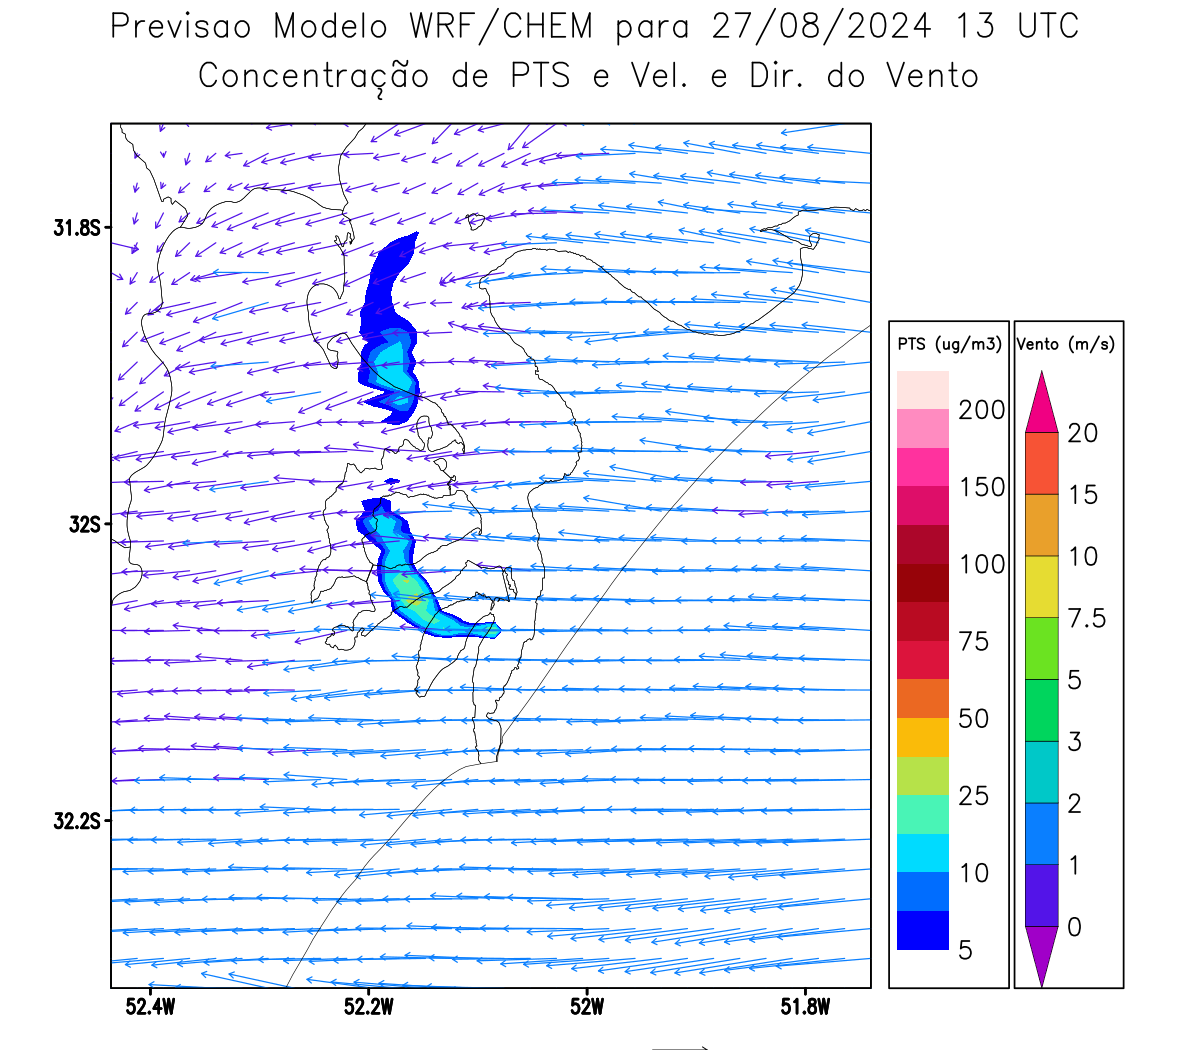 Previsao Modelo WRF/CHEM para 27/08/2024 13 UTC
Concentração de PTS e Vel. e Dir. do Vento
31.8S
32S
32.2S
52.4W 52.2W 52W 51.8W
PTS (ug/m3)
200
150
100
75
50
25
10
5
Vento (m/s)
20
15
10
7.5
5
3
2
1
0